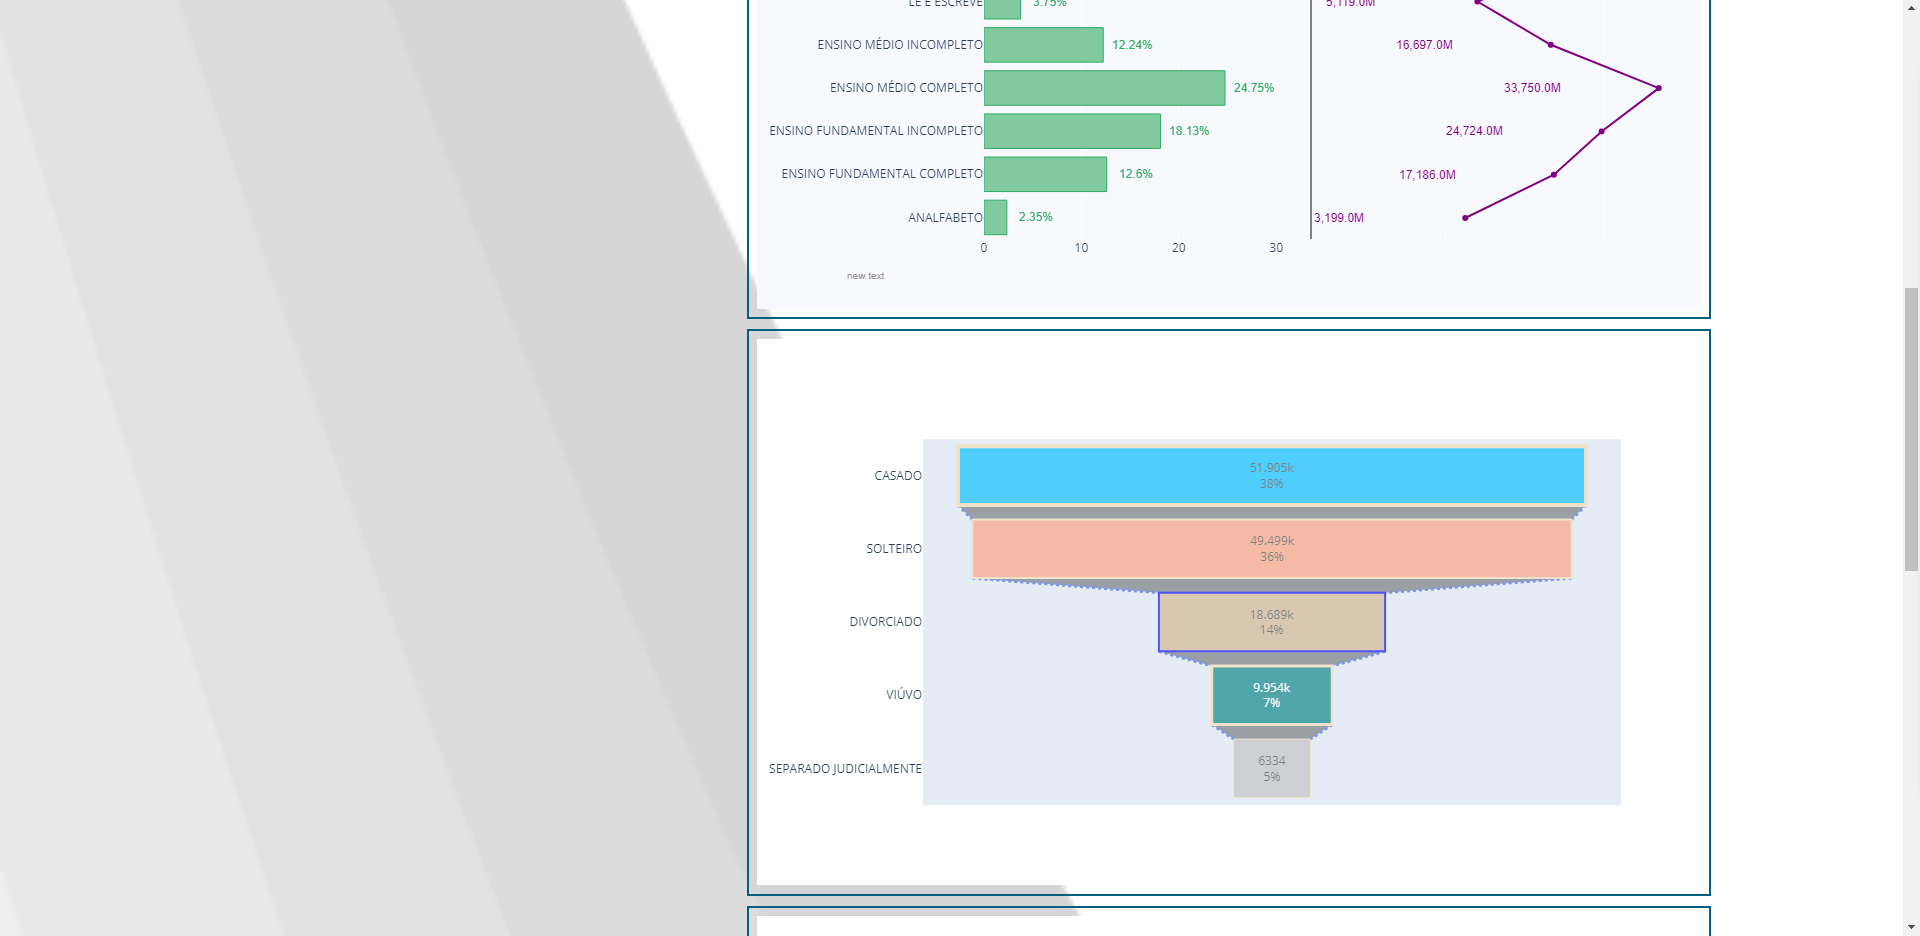 LÊ E ESCREVE 3.75% 5,119.0M
ENSINO MÉDIO INCOMPLETO 12.24% 16,697.0M
ENSINO MÉDIO COMPLETO 24.75% 33,750.0M
ENSINO FUNDAMENTAL INCOMPLETO 18.13% 24,724.0M
ENSINO FUNDAMENTAL COMPLETO 12.6% 17,186.0M
ANALFABETO 2.35% 3,199.0M
0 10 20 30
new text
CASADO 51.905k
38%
SOLTEIRO 49.499k
36%
DIVORCIADO 18.689k
14%
VIÚVO 9.954k
7%
SEPARADO JUDICIALMENTE 6334
5%